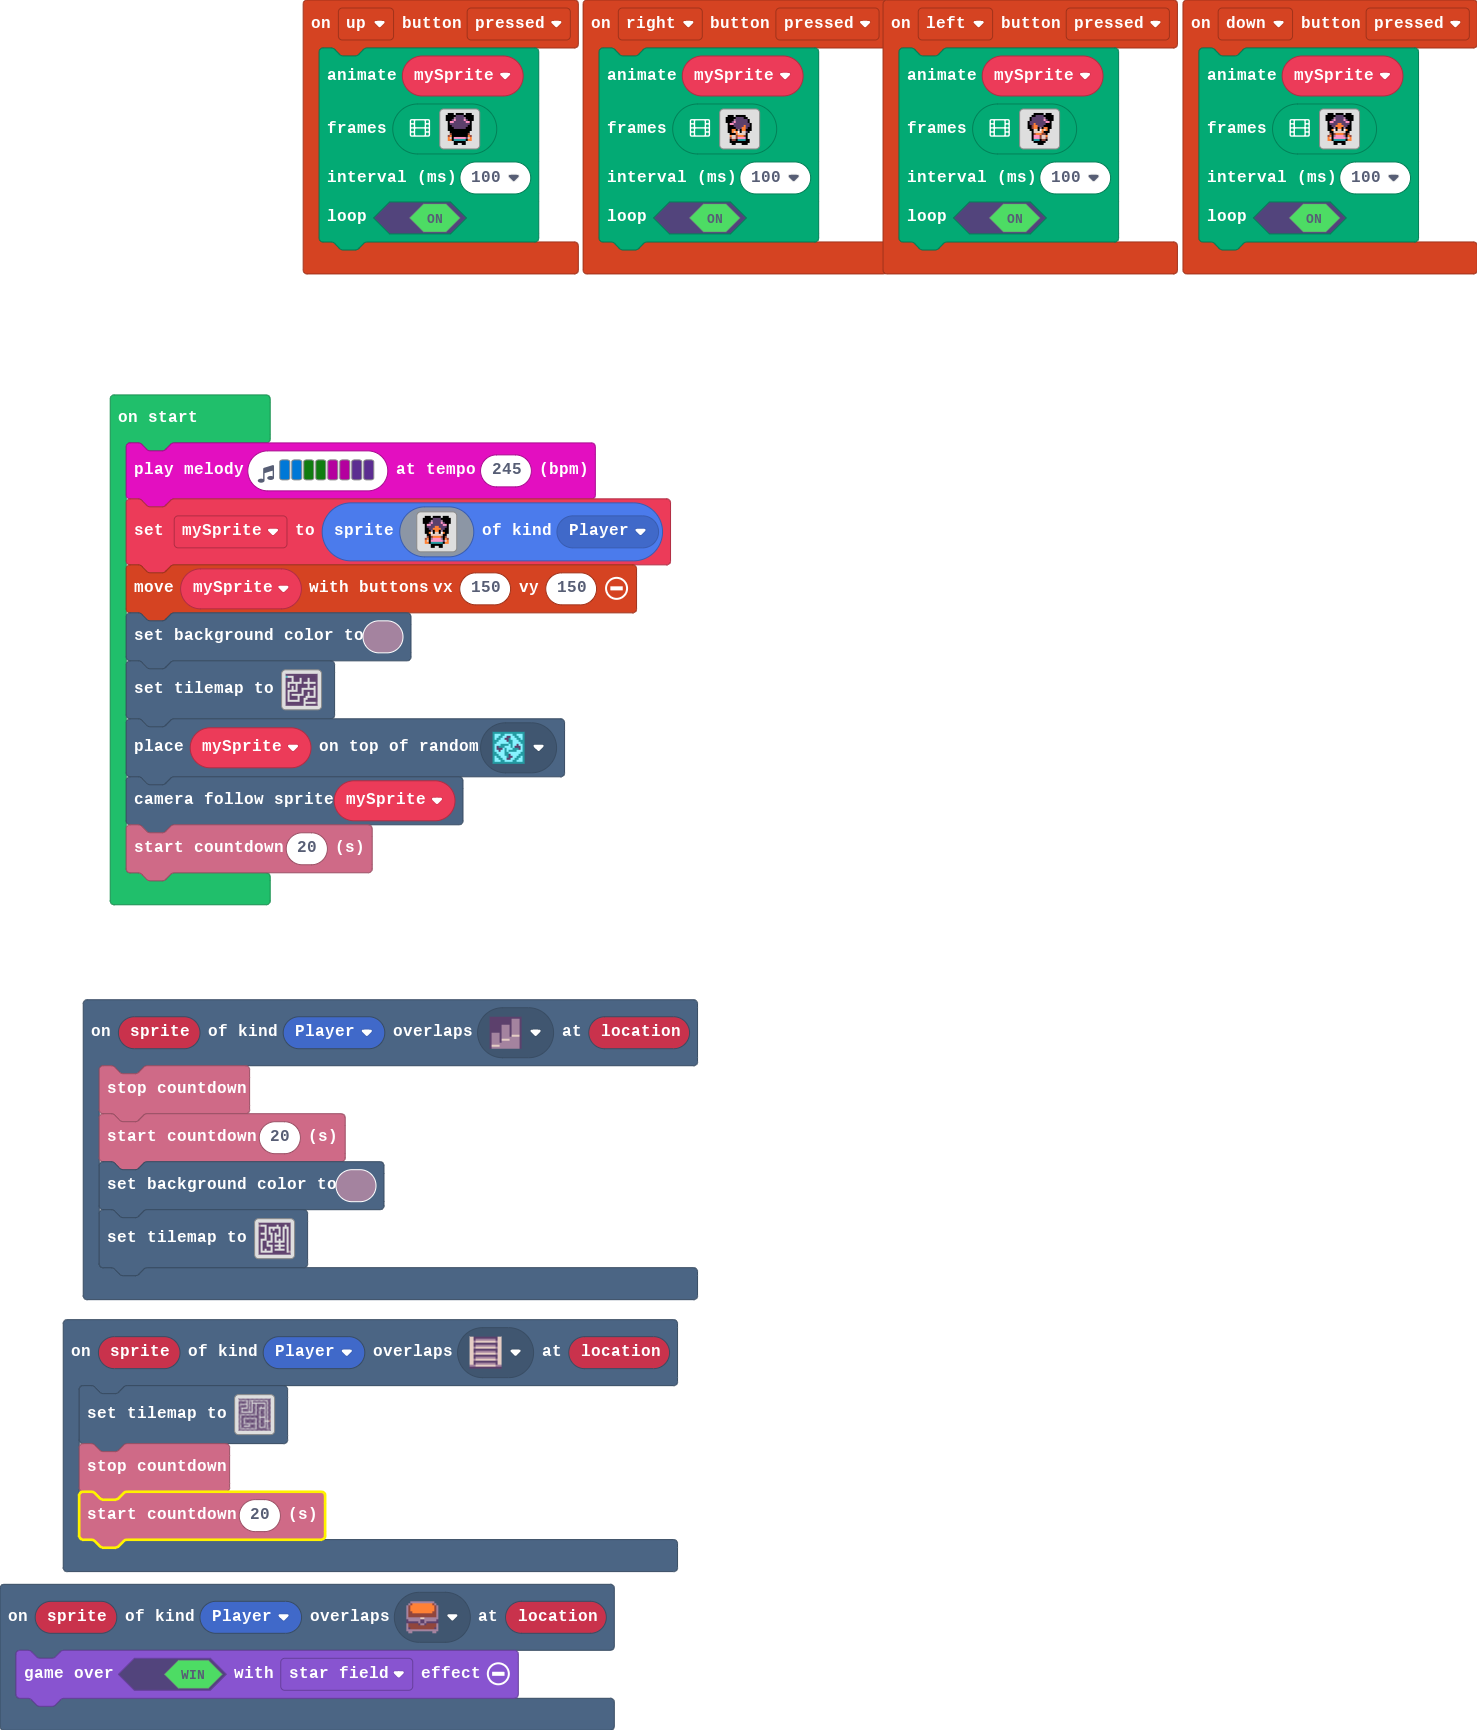 on up button pressed
animate mySprite
frames
interval (ms) 100
loop ON
on right button pressed
animate mySprite
frames
interval (ms) 100
loop ON
on left button pressed
animate mySprite
frames
interval (ms) 100
loop ON
on down button pressed
animate mySprite
frames
interval (ms) 100
loop ON
on start
play melody at tempo 245 (bpm)
set mySprite to sprite of kind Player
move mySprite with buttons vx 150 vy 150
set background color to
set tilemap to
place mySprite on top of random
camera follow sprite mySprite
start countdown 20 (s)
on sprite of kind Player overlaps at location
stop countdown
start countdown 20 (s)
set background color to
set tilemap to
on sprite of kind Player overlaps at location
set tilemap to
stop countdown
start countdown 20 (s)
on sprite of kind Player overlaps at location
game over WIN with star field effect